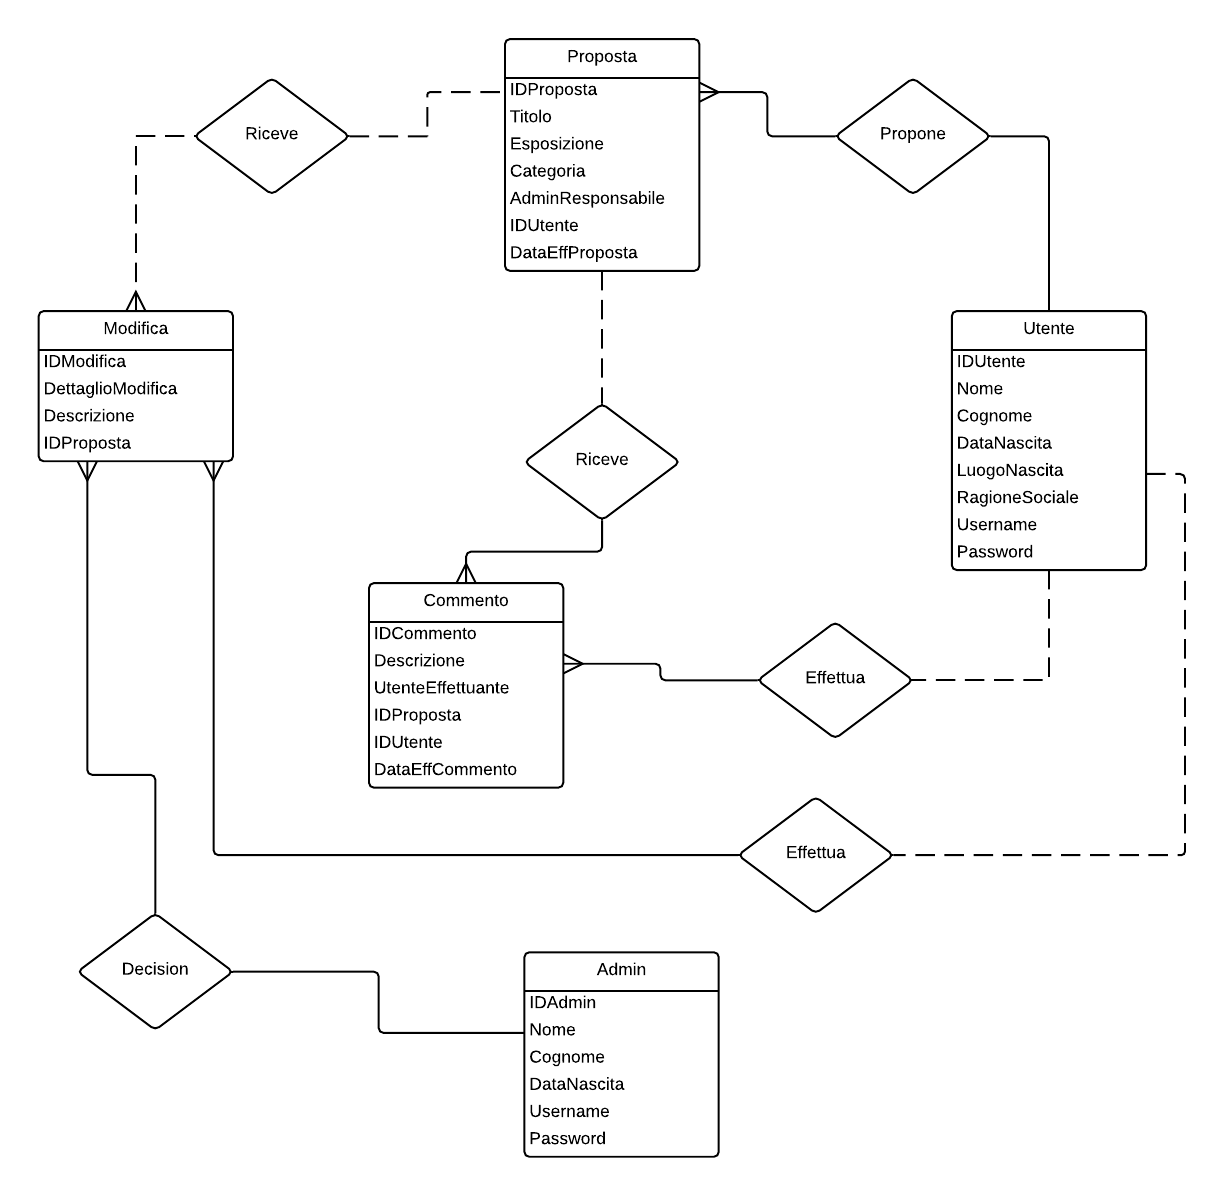 Proposta
IDProposta
Titolo
Esposizione
Categoria
AdminResponsabile
IDUtente
DataEffProposta
Riceve
Propone
Modifica
IDModifica
DettaglioModifica
Descrizione
IDProposta
Utente
IDUtente
Nome
Cognome
DataNascita
LuogoNascita
RagioneSociale
Username
Password
Riceve
Commento
IDCommento
Descrizione
UtenteEffettuante
IDProposta
IDUtente
DataEffCommento
Effettua
Effettua
Decision
Admin
IDAdmin
Nome
Cognome
DataNascita
Username
Password